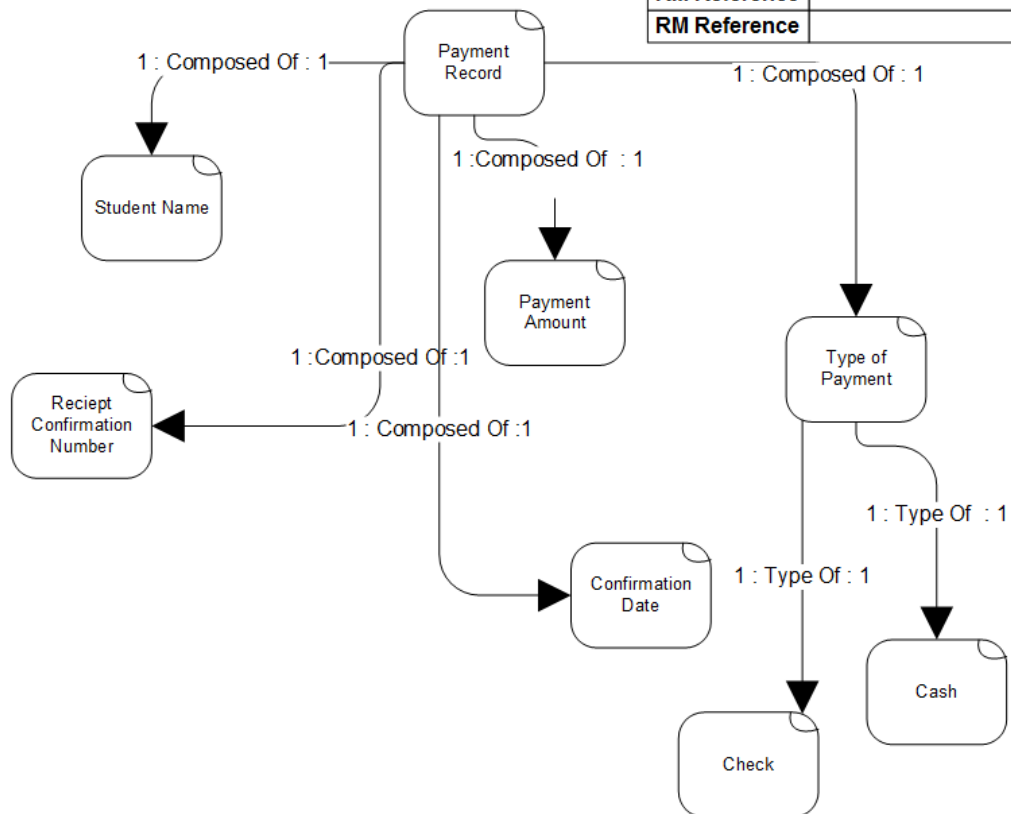 RM Reference
RM Reference
Payment
Record
1 : Composed Of : 1
1 : Composed Of : 1
1 :Composed Of : 1
Student Name
Payment
Amount
Type of
Payment
1 :Composed Of :1
Reciept
Confirmation
Number
1 : Composed Of :1
1 : Type Of : 1
1 : Type Of : 1
Confirmation
Date
Cash
Check